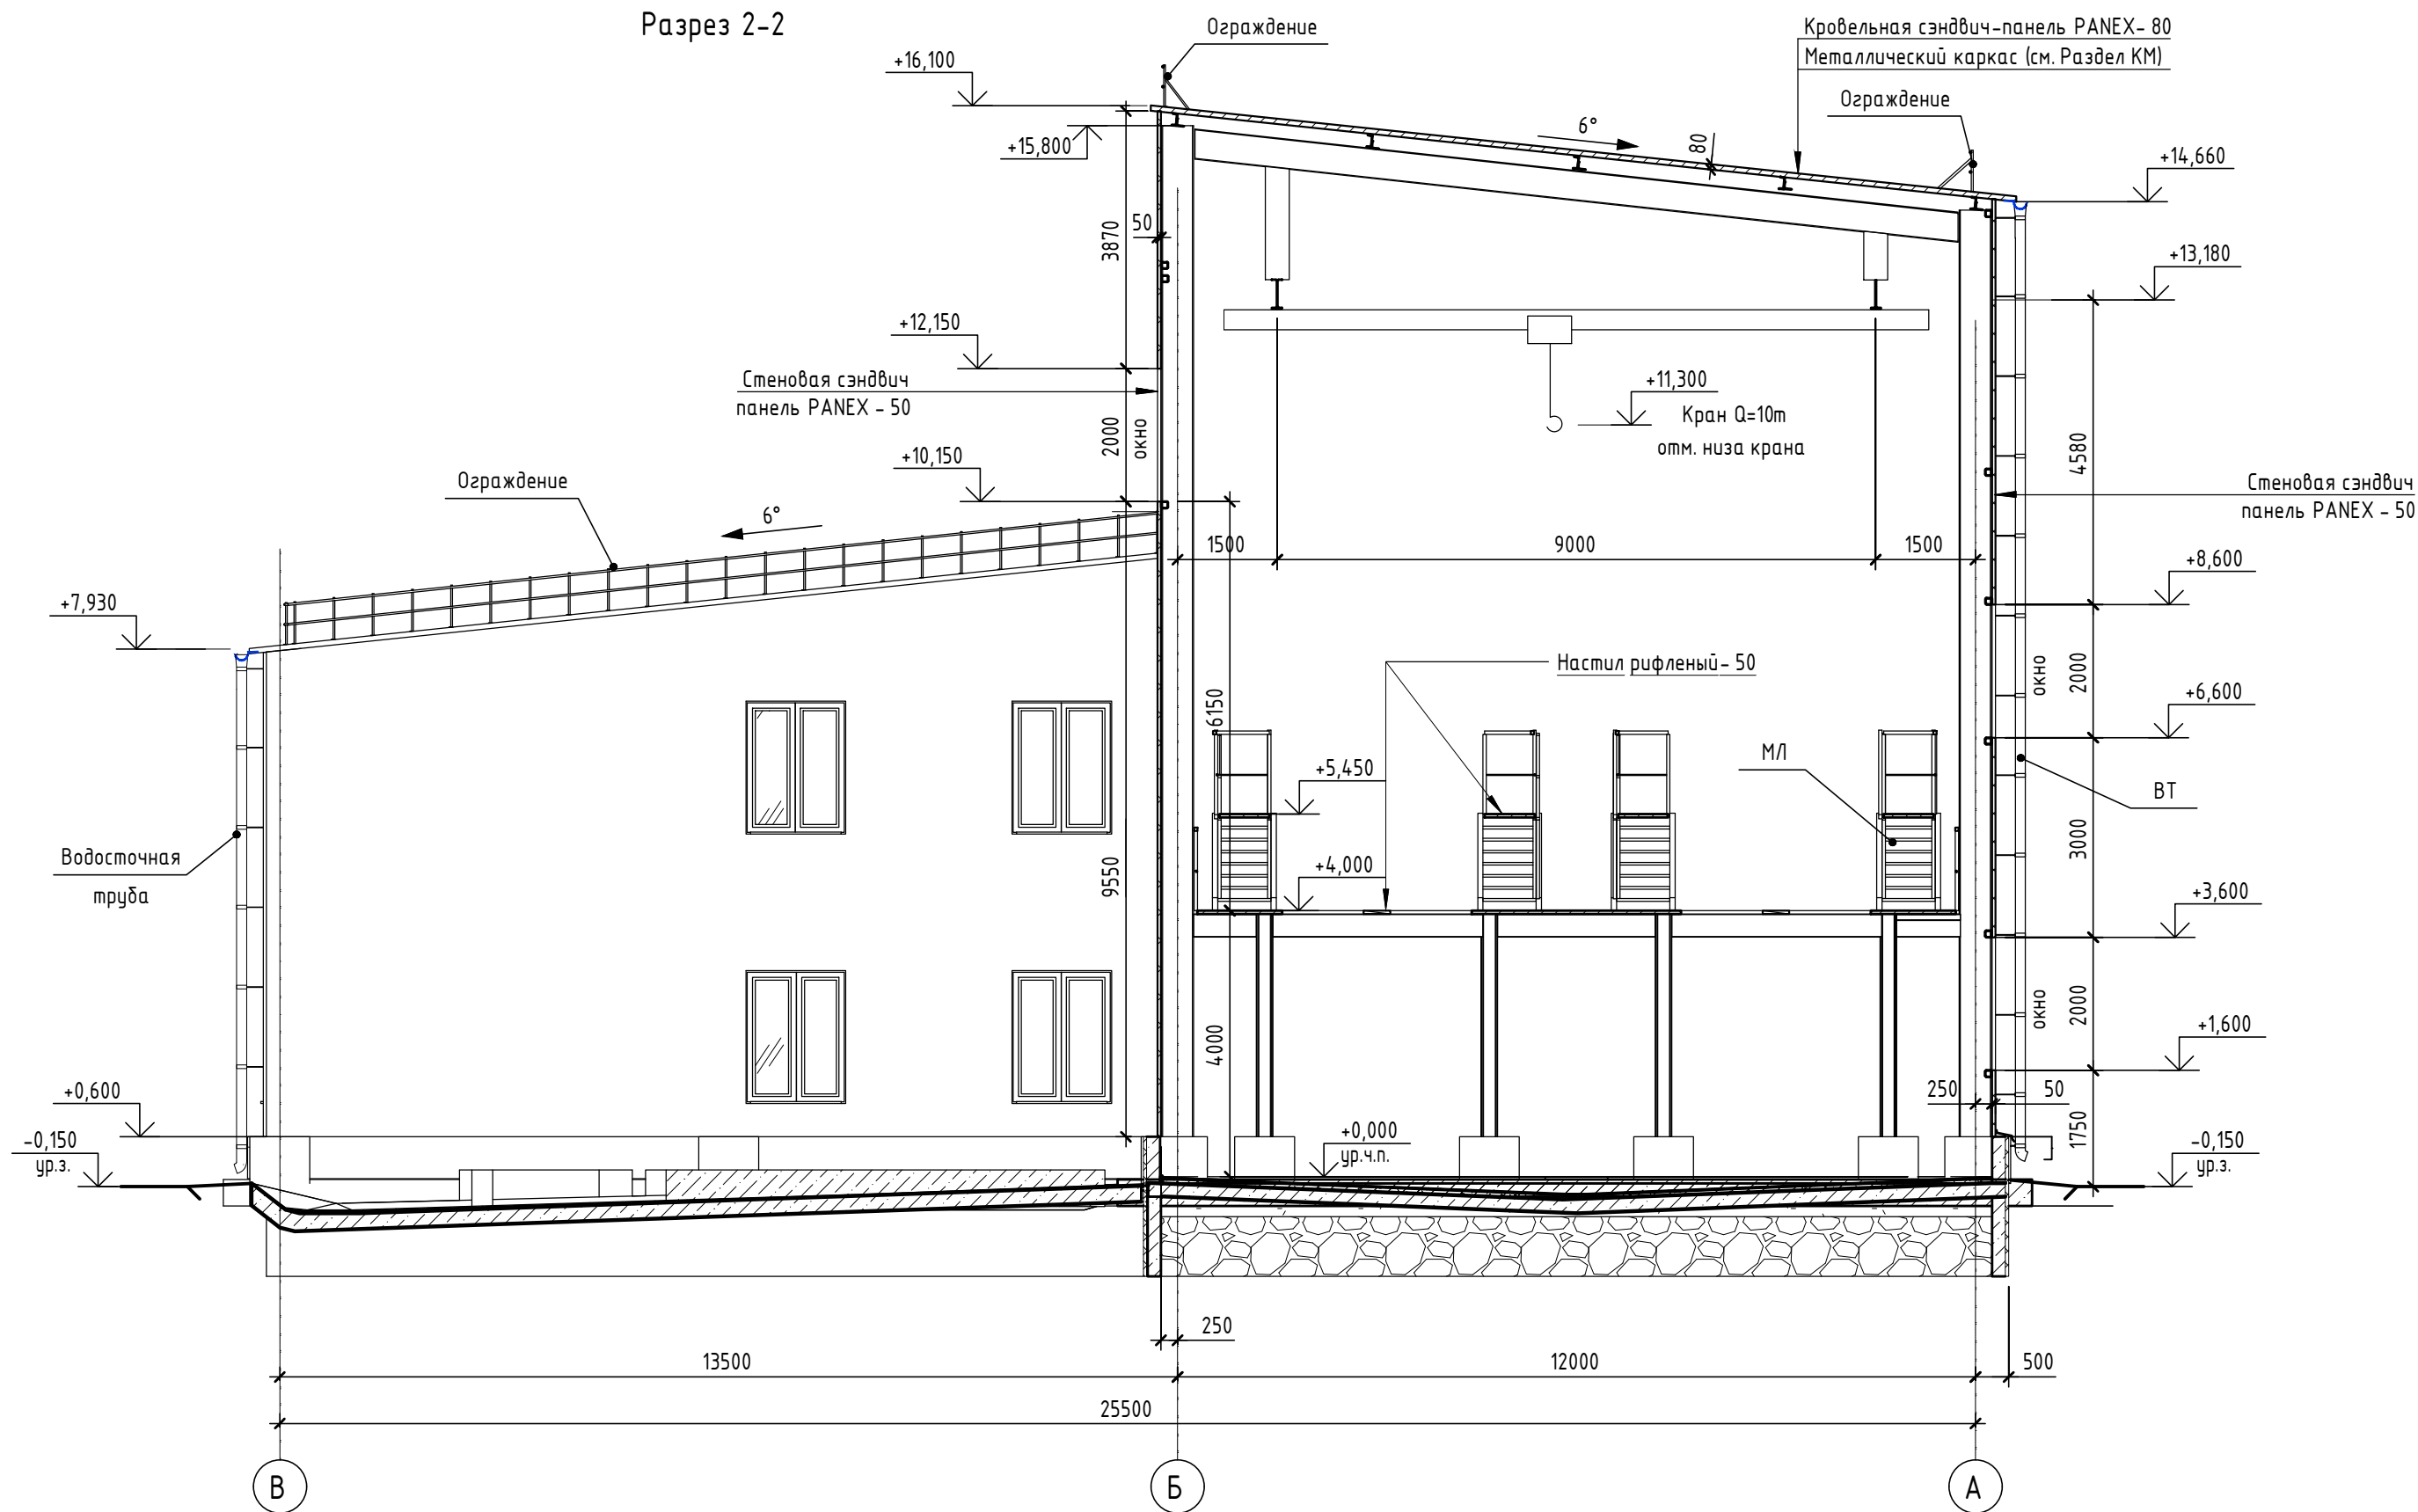 Разрез 2-2
Ограждение
Кровельная сэндвич-панель PANEX- 80
Металлический каркас (см. Раздел КМ)
+16,100
Ограждение
6°
80
+15,800
+14,660
3870
50
+13,180
+12,150
Стеновая сэндвич
панель PANEX - 50
+11,300
Кран Q=10т
отм. низа крана
2000
окно
4580
+10,150
Ограждение
Стеновая сэндвич
панель PANEX - 50
6°
1500
9000
1500
+8,600
+7,930
Настил рифленый- 50
окно
2000
6150
+6,600
МЛ
+5,450
ВТ
Водосточная
труба
3000
9550
+4,000
+3,600
окно
2000
4000
+1,600
+0,600
250
50
1750
-0,150
ур.з.
+0,000
ур.ч.п.
-0,150
ур.з.
250
13500
12000
500
25500
В
Б
А